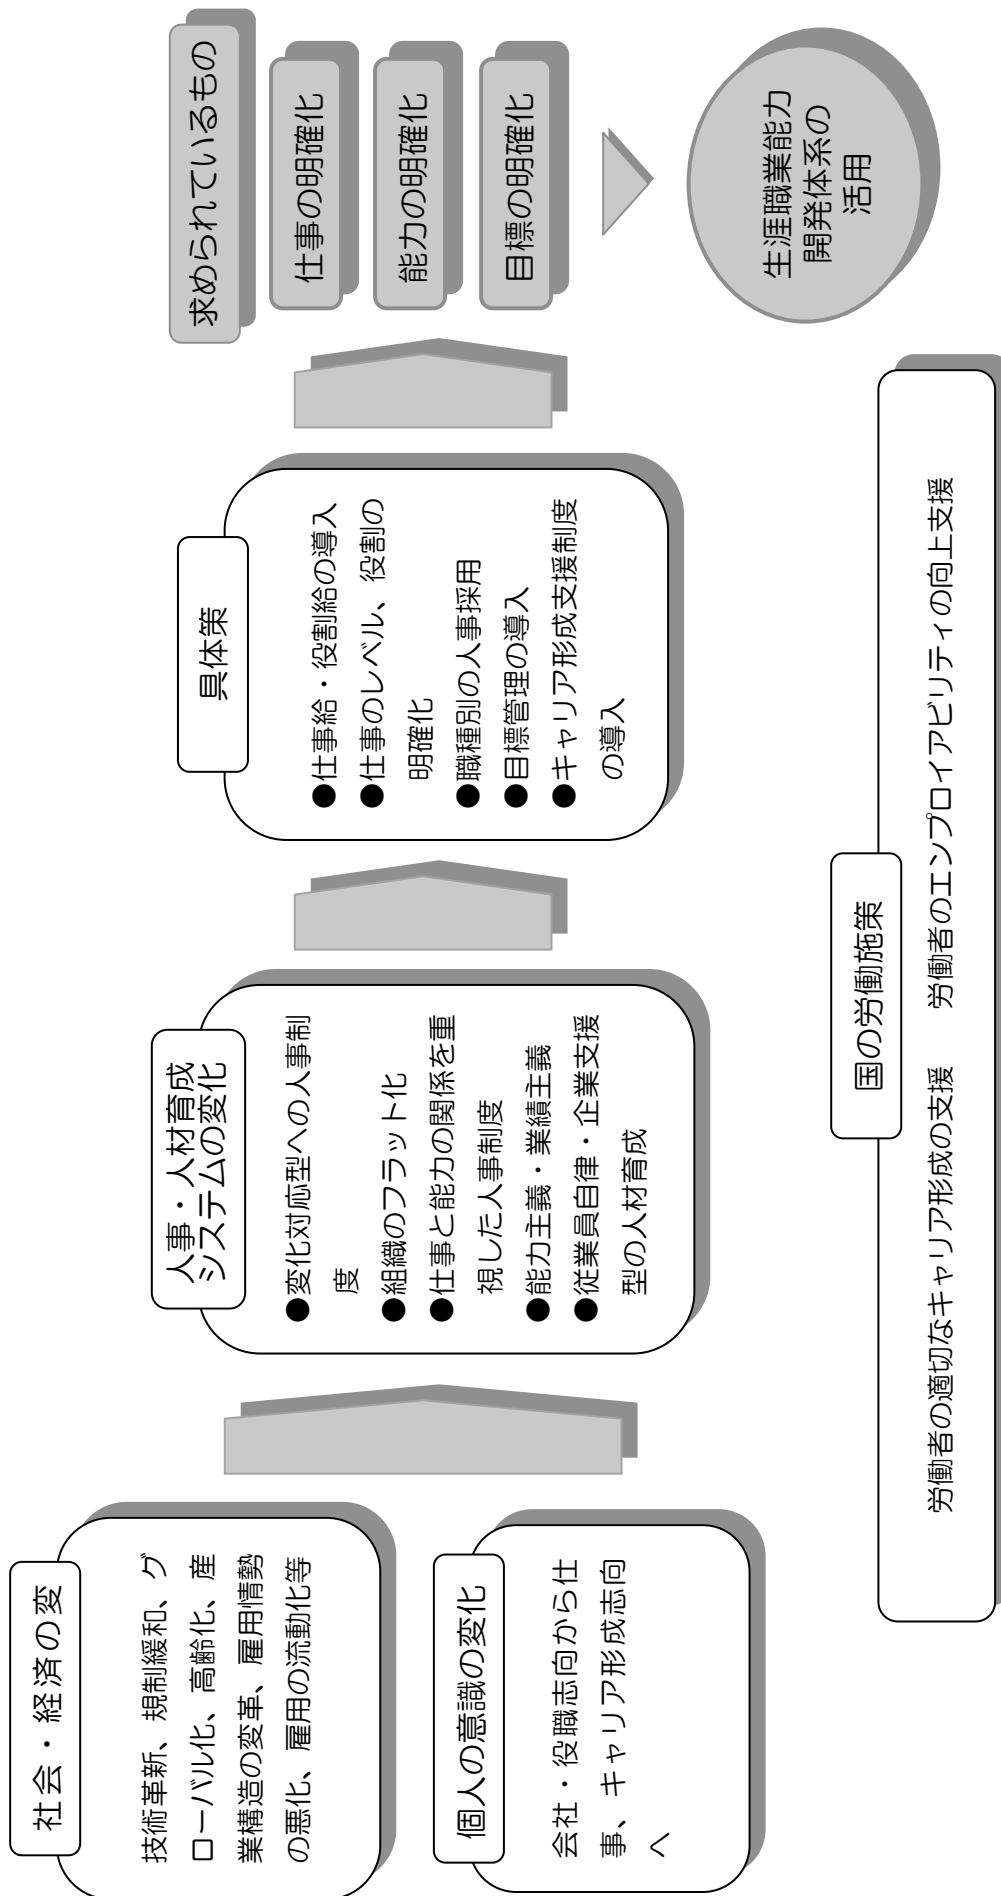 社会・経済の変
技術革新、規制緩和、グ
ローバル化、高齢化、産
業構造の変革、雇用情勢
の悪化、雇用の流動化等
個人の意識の変化
会社・役職志向から仕
事、キャリア形成志向
へ
人事・人材育成
システムの変化
●変化対応型への人事制
度
●組織のフラット化
●仕事と能力の関係を重
視した人事制度
●能力主義・業績主義
●従業員自律・企業支援
型の人材育成
具体策
●仕事給・役割給の導入
●仕事のレベル、役割の
明確化
●職種別の人事採用
●目標管理の導入
●キャリア形成支援制度
の導入
求められているもの
仕事の明確化
能力の明確化
目標の明確化
生涯職業能力
開発体系の
活用
国の労働施策
労働者の適切なキャリア形成の支援　労働者のエンプロイアビリティの向上支援